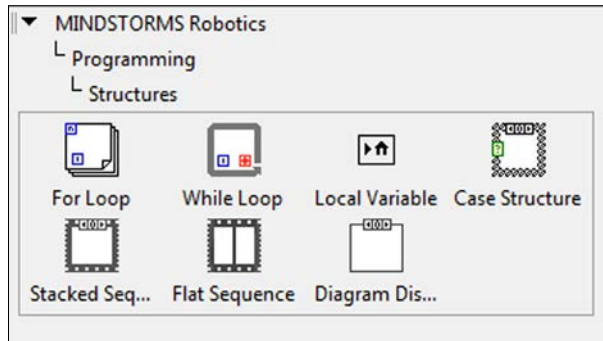 MINDSTORMS Robotics
Programming
Structures
For Loop While Loop Local Variable Case Structure
Stacked Seq... Flat Sequence Diagram Dis...